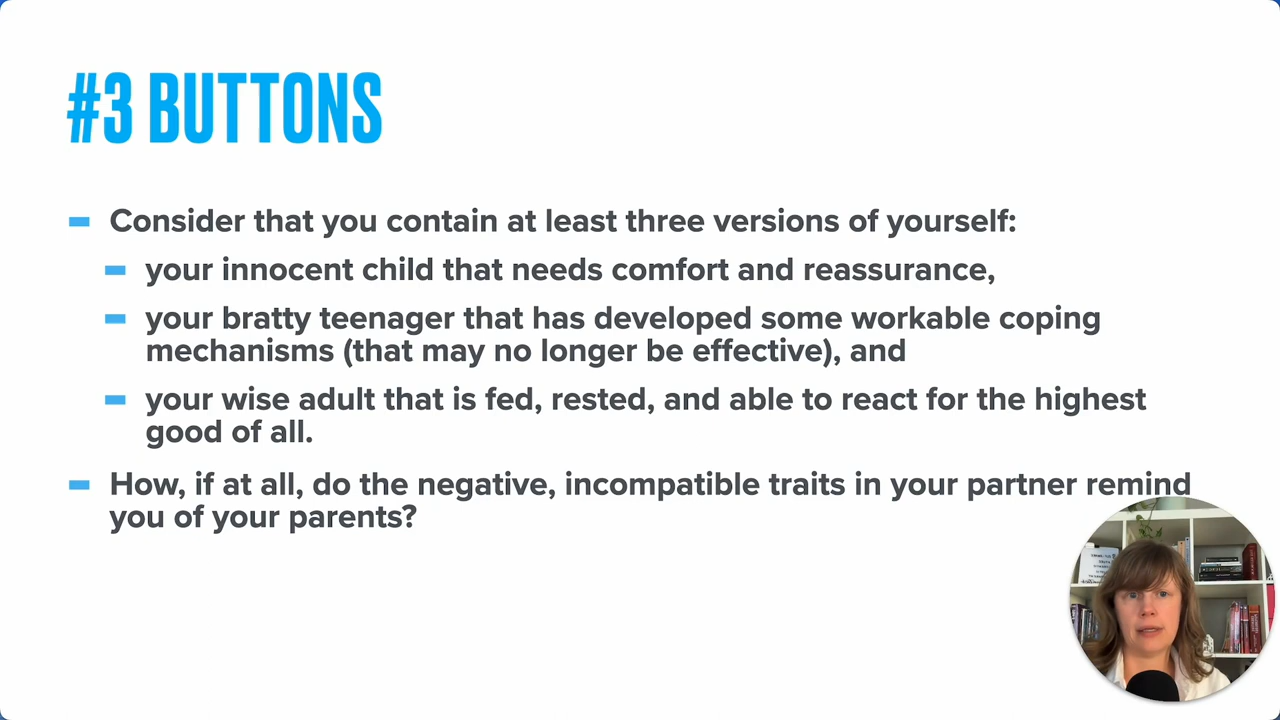 #3 BUTTONS
Consider that you contain at least three versions of yourself:
your innocent child that needs comfort and reassurance,
your bratty teenager that has developed some workable coping
mechanisms (that may no longer be effective), and
your wise adult that is fed, rested, and able to react for the highest
good of all.
How, if at all, do the negative, incompatible traits in your partner remind
you of your parents?